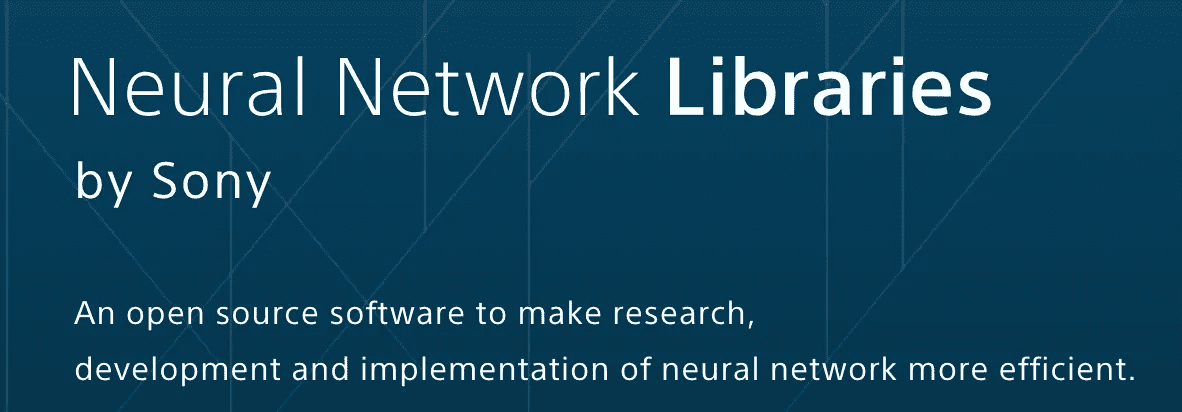 Neural Network Libraries
by Sony
An open source software to make research,
development and implementation of neural network more efficient.